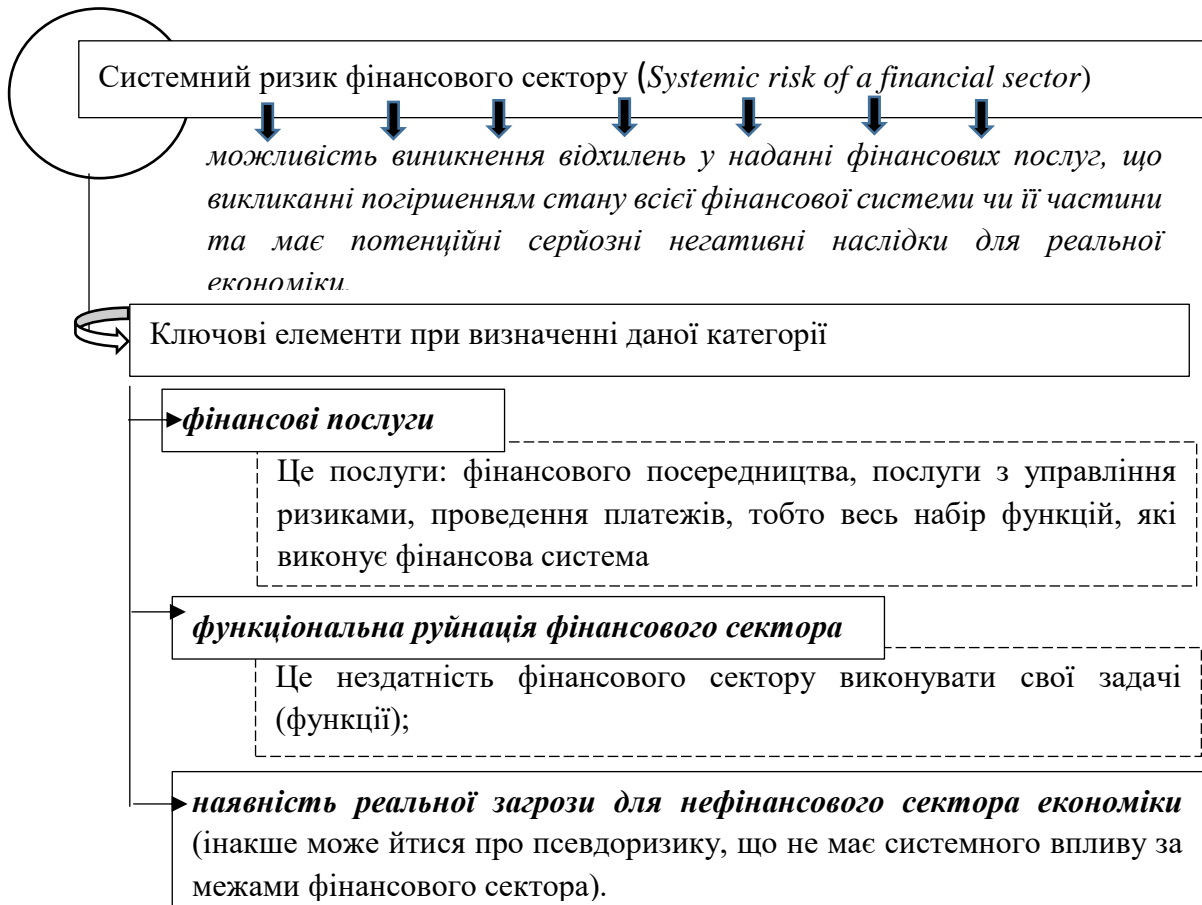 Системний ризик фінансового сектору (Systemic risk of a financial sector)
можливість виникнення відхилень у наданні фінансових послуг, що
викликанні погіршенням стану всієї фінансової системи чи її частини
та має потенційні серйозні негативні наслідки для реальної
економіки.
Ключові елементи при визначенні даної категорії
фінансові послуги
Це послуги: фінансового посередництва, послуги з управління
ризиками, проведення платежів, тобто весь набір функцій, які
виконує фінансова система
функціональна руйнація фінансового сектора
Це нездатність фінансового сектору виконувати свої задачі
(функції);
наявність реальної загрози для нефінансового сектора економіки
(інакше може йтися про псевдоризику, що не має системного впливу за
межами фінансового сектора).